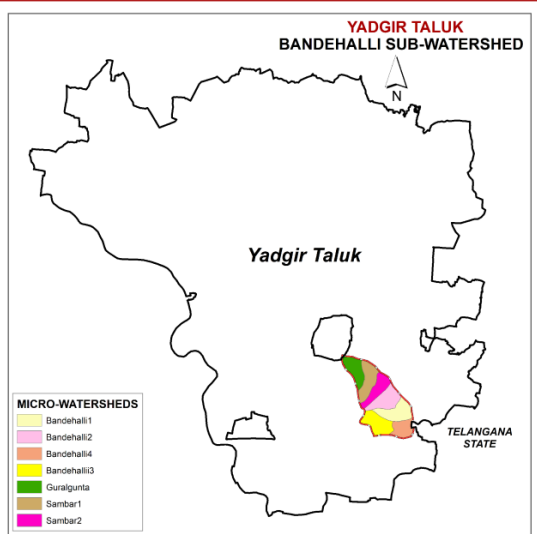 YADGIR TALUK
BANDEHALLI SUB-WATERSHED
N
Yadgir Taluk
TELANGANA
STATE
MICRO-WATERSHEDS
Bandehalli1
Bandehalli2
Bandehalli4
Bandehallii3
Guralgunta
Sambar1
Sambar2